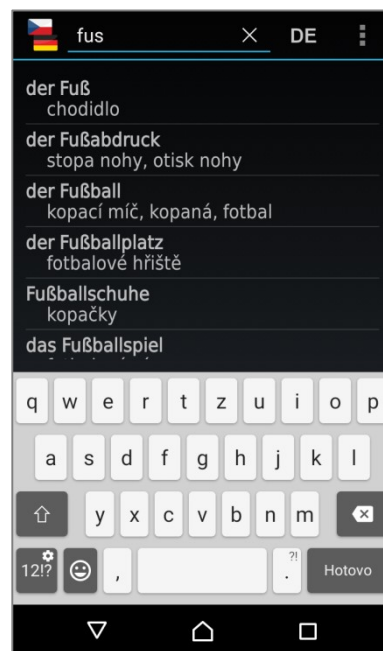 fus DE
der Fuß
chodidlo
der Fußabdruck
stopa nohy, otisk nohy
der Fußball
kopací míč, kopaná, fotbal
der Fußballplatz
fotbalové hřiště
Fußballschuhe
kopačky
das Fußballspiel
q w e r t z u i o p
a s d f g h j k l
y x c v b n m
12!? , . ?! Hotovo